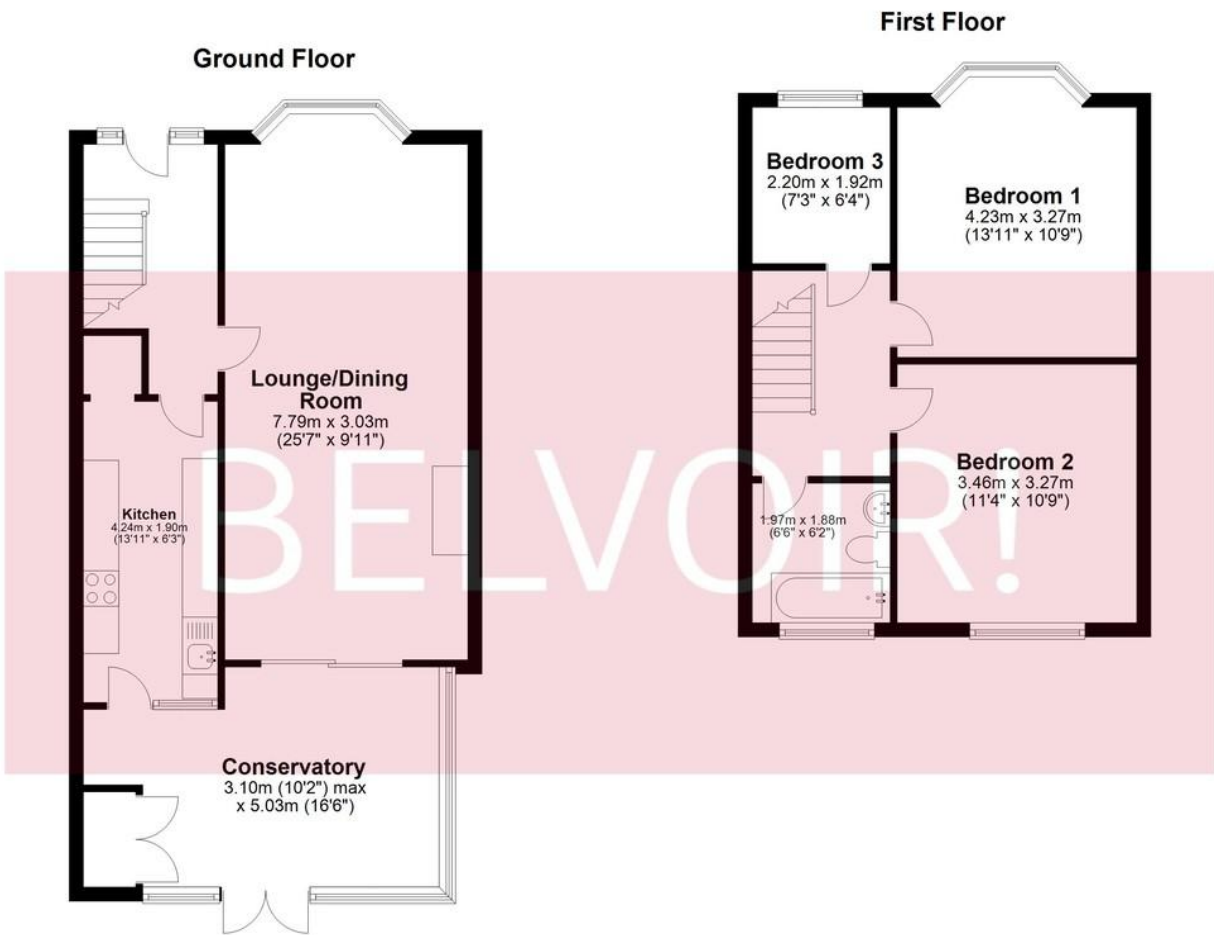 Ground Floor
Lounge/Dining
Room
7.79m x 3.03m
(25'7" x 9'11")
Kitchen
4.24m x 1.90m
(13'11" x 6'3")
Conservatory
3.10m (10'2") max
x 5.03m (16'6")
First Floor
Bedroom 3
2.20m x 1.92m
(7'3" x 6'4")
Bedroom 1
4.23m x 3.27m
(13'11" x 10'9")
Bedroom 2
3.46m x 3.27m
(11'4" x 10'9")
1.97m x 1.88m
(6'6" x 6'2")
BELVOIR!